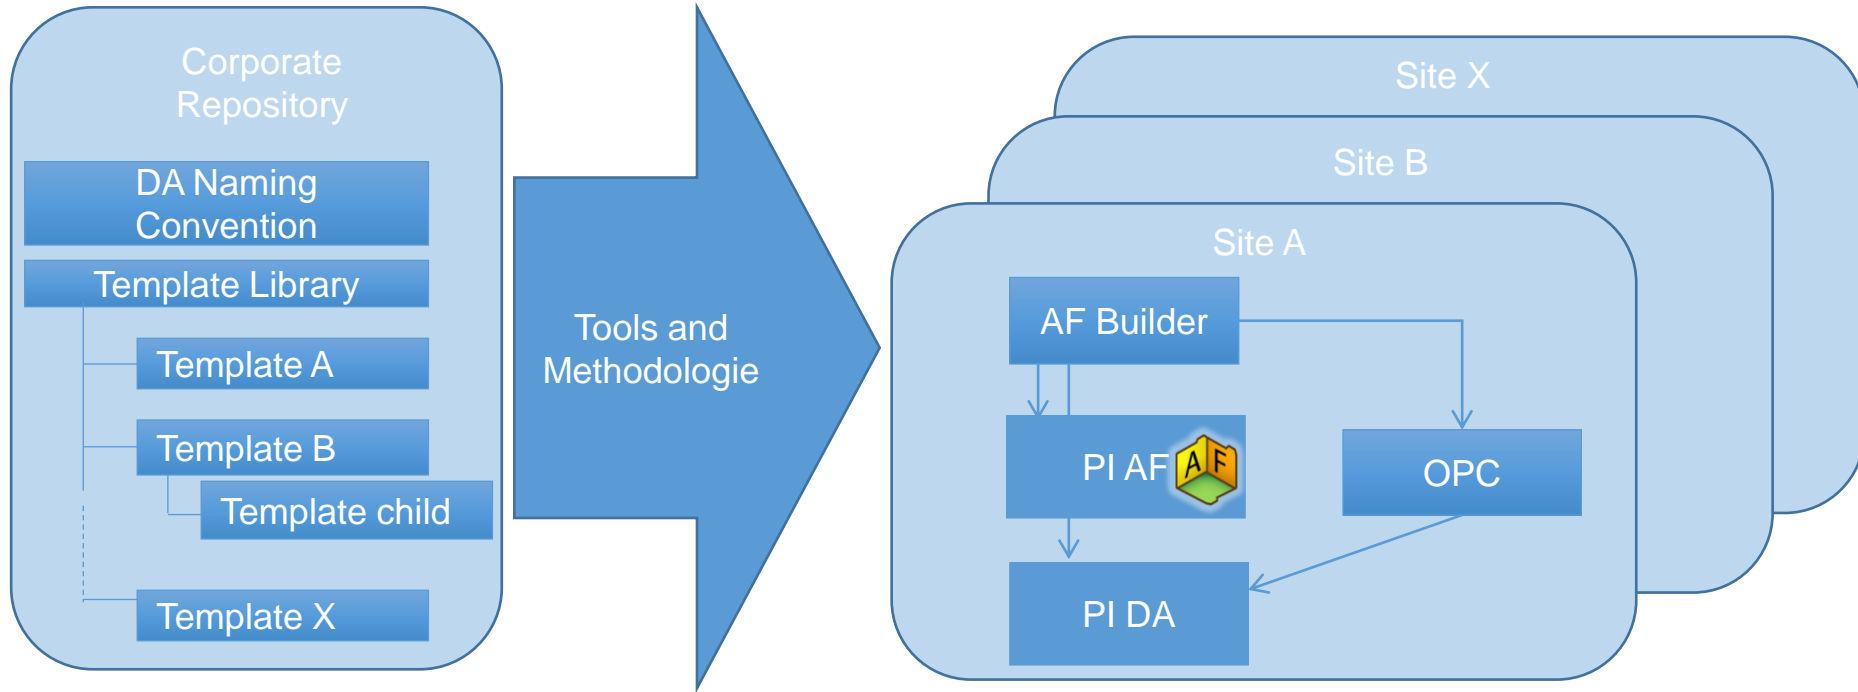 Corporate
Repository
DA Naming
Convention
Template Library
Template A
Template B
Template child
Template X
Tools and
Methodologie
Site X
Site B
Site A
AF Builder
PI AF
A F
OPC
PI DA